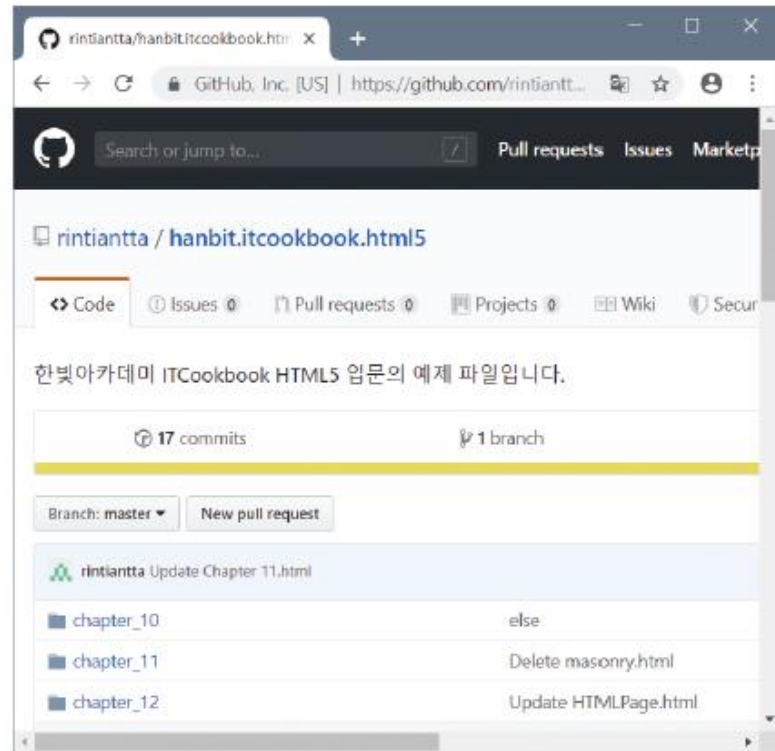 rintiantta/hanbit.itcookbook.htm
GitHub, Inc. [US] | https://github.com/rintiantt...
Search or jump to... / Pull requests Issues Marketp
rintiantta / hanbit.itcookbook.html5
Code Issues 0 Pull requests 0 Projects 0 Wiki Secur
한빛아카데미 ITCookbook HTML5 입문의 예제 파일입니다.
17 commits 1 branch
Branch: master New pull request
rintiantta Update Chapter 11.html
chapter_10 else
chapter_11 Delete masonry.html
chapter_12 Update HTMLPage.html